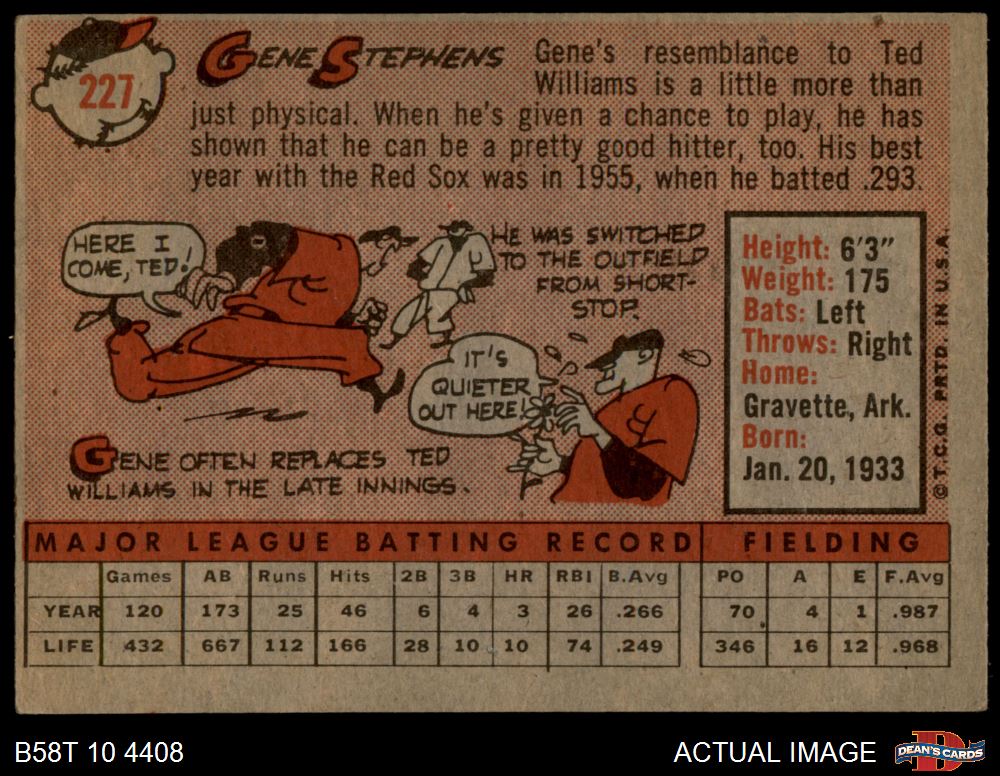 227
GENE STEPHENS
Gene's resemblance to Ted
Williams is a little more than
just physical. When he's given a chance to play, he has
shown that he can be a pretty good hitter, too. His best
year with the Red Sox was in 1955, when he batted .293.
HERE I
COME, TED!
HE WAS SWITCHED
TO THE OUTFIELD
FROM SHORT-
STOP.
IT'S
QUIETER
OUT HERE!
B
GENE OFTEN REPLACES TED
WILLIAMS IN THE LATE INNINGS.
Height: 6'3"
Weight: 175
Bats: Left
Throws: Right
Home:
Gravette, Ark.
Born:
Jan. 20, 1933
© T.C.G. PRTD. IN U.S.A.
MAJOR LEAGUE BATTING RECORD FIELDING
Games AB Runs Hits 2B 3B HR RBI B.Avg PO A E F.Avg
YEAR 120 173 25 46 6 4 3 26 .266 70 4 1 .987
LIFE 432 667 112 166 28 10 10 74 .249 346 16 12 .968
B58T 10 4408
ACTUAL IMAGE
D
DEAN'S CARDS